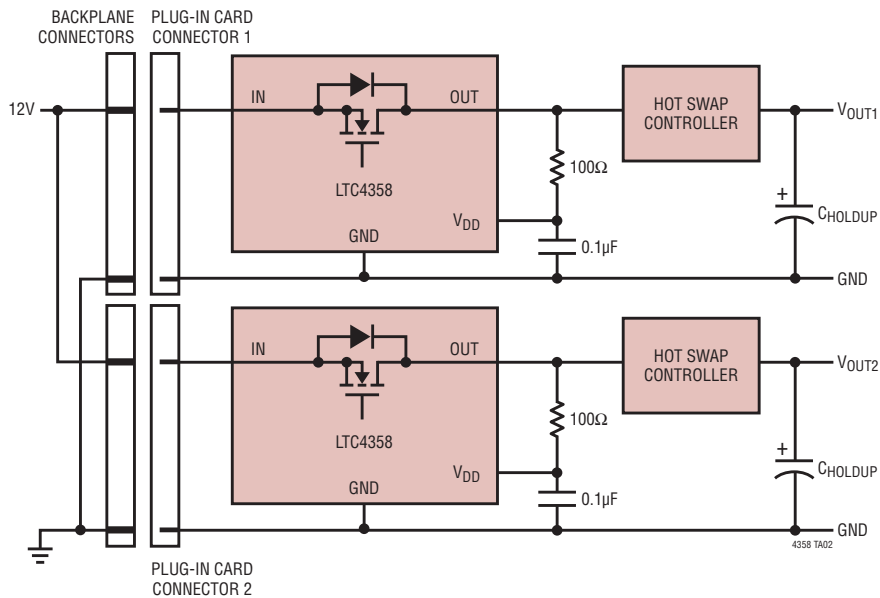 BACKPLANE
CONNECTORS
PLUG-IN CARD
CONNECTOR 1
12V
IN
OUT
LTC4358
VDD
GND
100Ω
0.1µF
HOT SWAP
CONTROLLER
VOUT1
+
CHOLDUP
GND
IN
OUT
LTC4358
VDD
GND
100Ω
0.1µF
HOT SWAP
CONTROLLER
VOUT2
+
CHOLDUP
GND
4358 TA02
PLUG-IN CARD
CONNECTOR 2